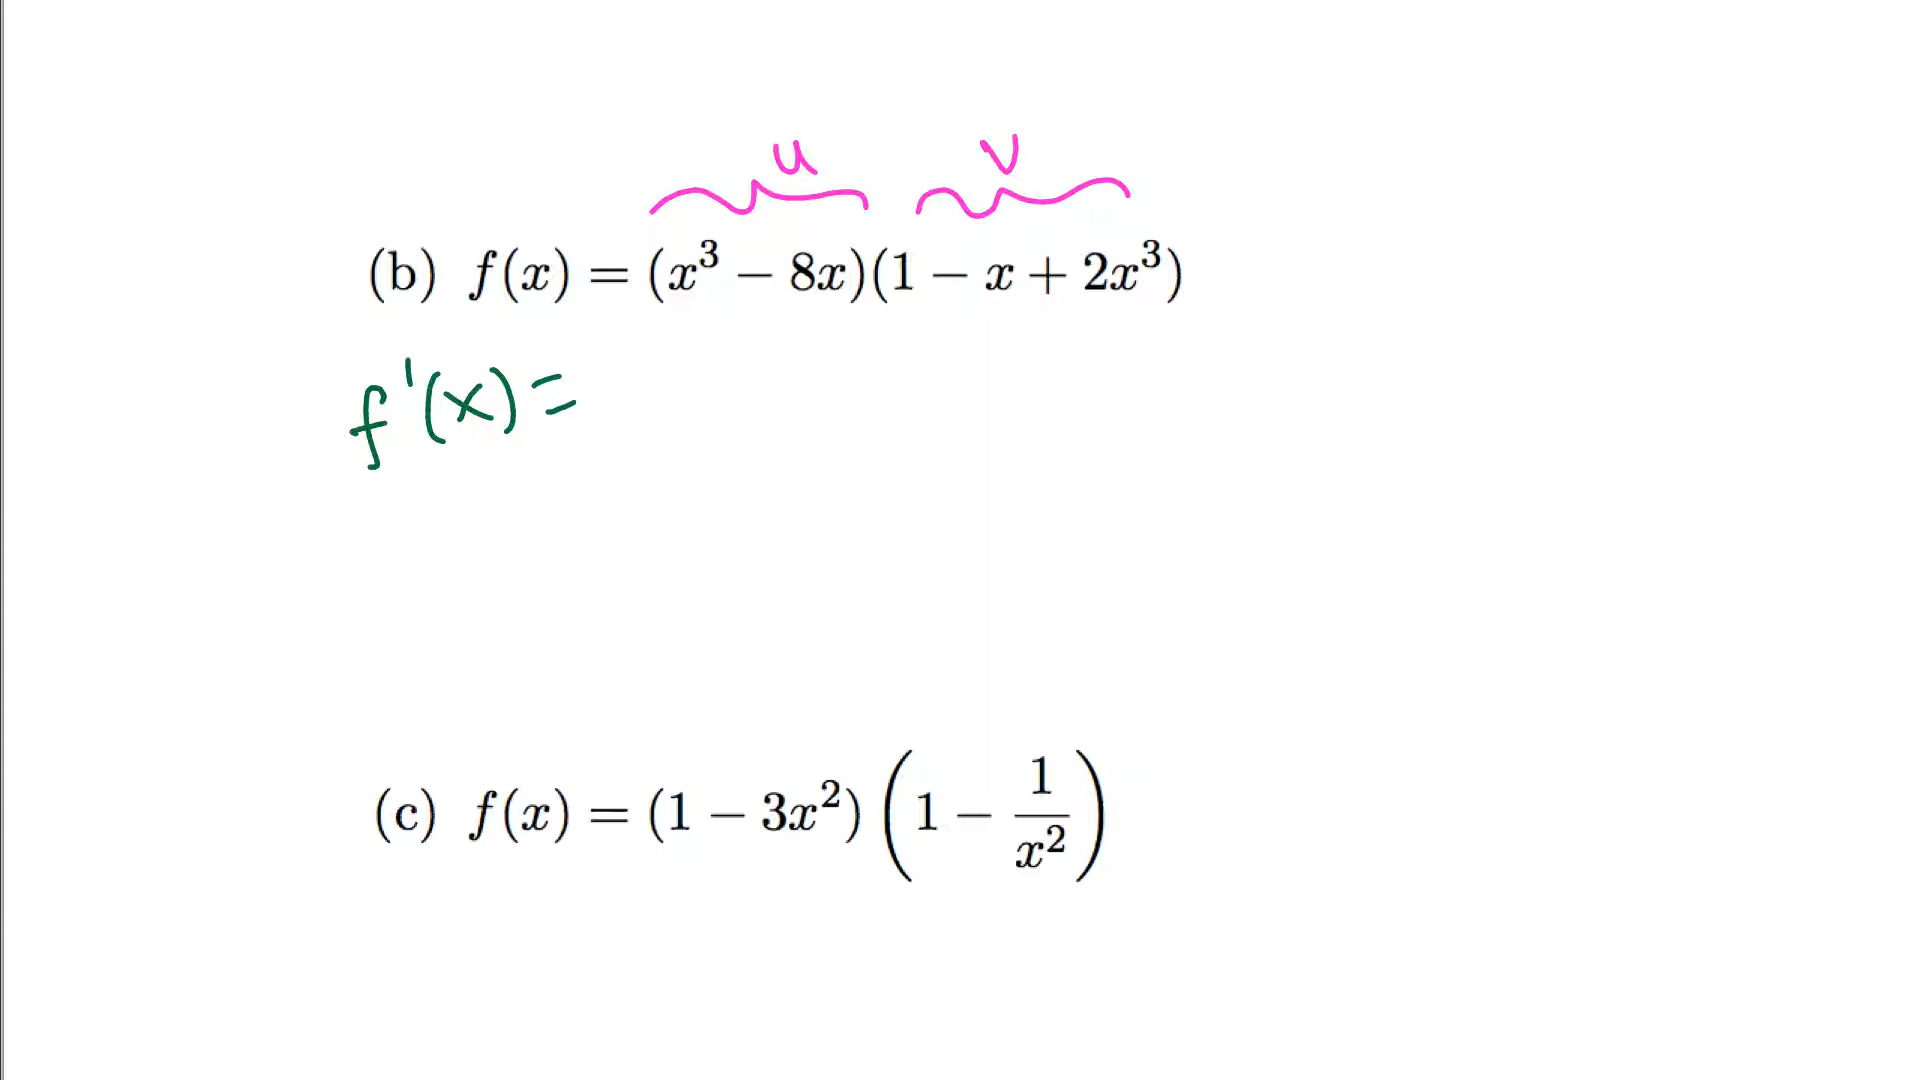 u v
(b) f(x) = (x³ − 8x)(1 − x + 2x³)
f'(x) =
(c) f(x) = (1 − 3x²)(1 − 1/x²)